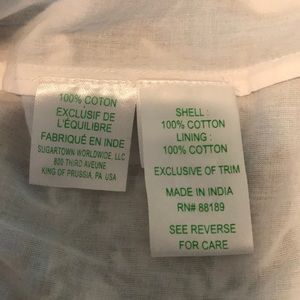 100% COTON
EXCLUSIF DE
L'ÉQUILIBRE
FABRIQUÉ EN INDE
SUGARTOWN WORLDWIDE, LLC
800 THIRD AVEUNE
KING OF PRUSSIA, PA USA
SHELL :
100% COTTON
LINING :
100% COTTON
EXCLUSIVE OF TRIM
MADE IN INDIA
RN# 88189
SEE REVERSE
FOR CARE